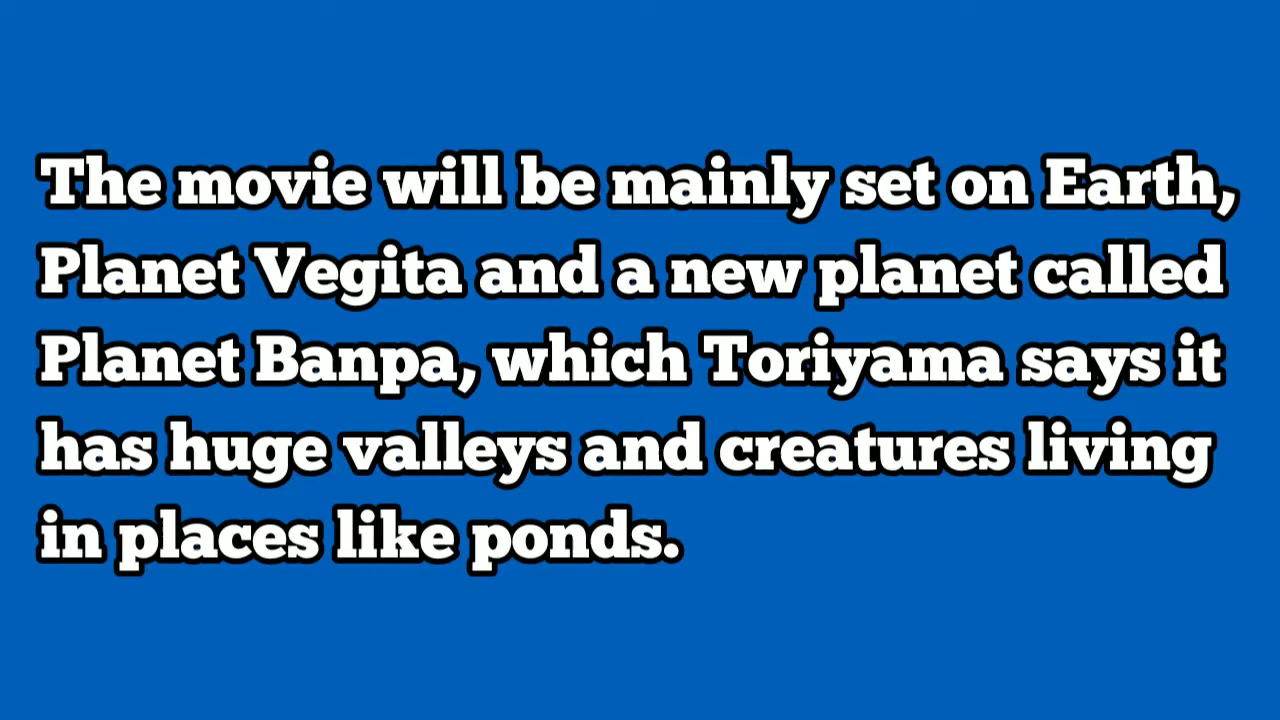 The movie will be mainly set on Earth,
Planet Vegita and a new planet called
Planet Banpa, which Toriyama says it
has huge valleys and creatures living
in places like ponds.